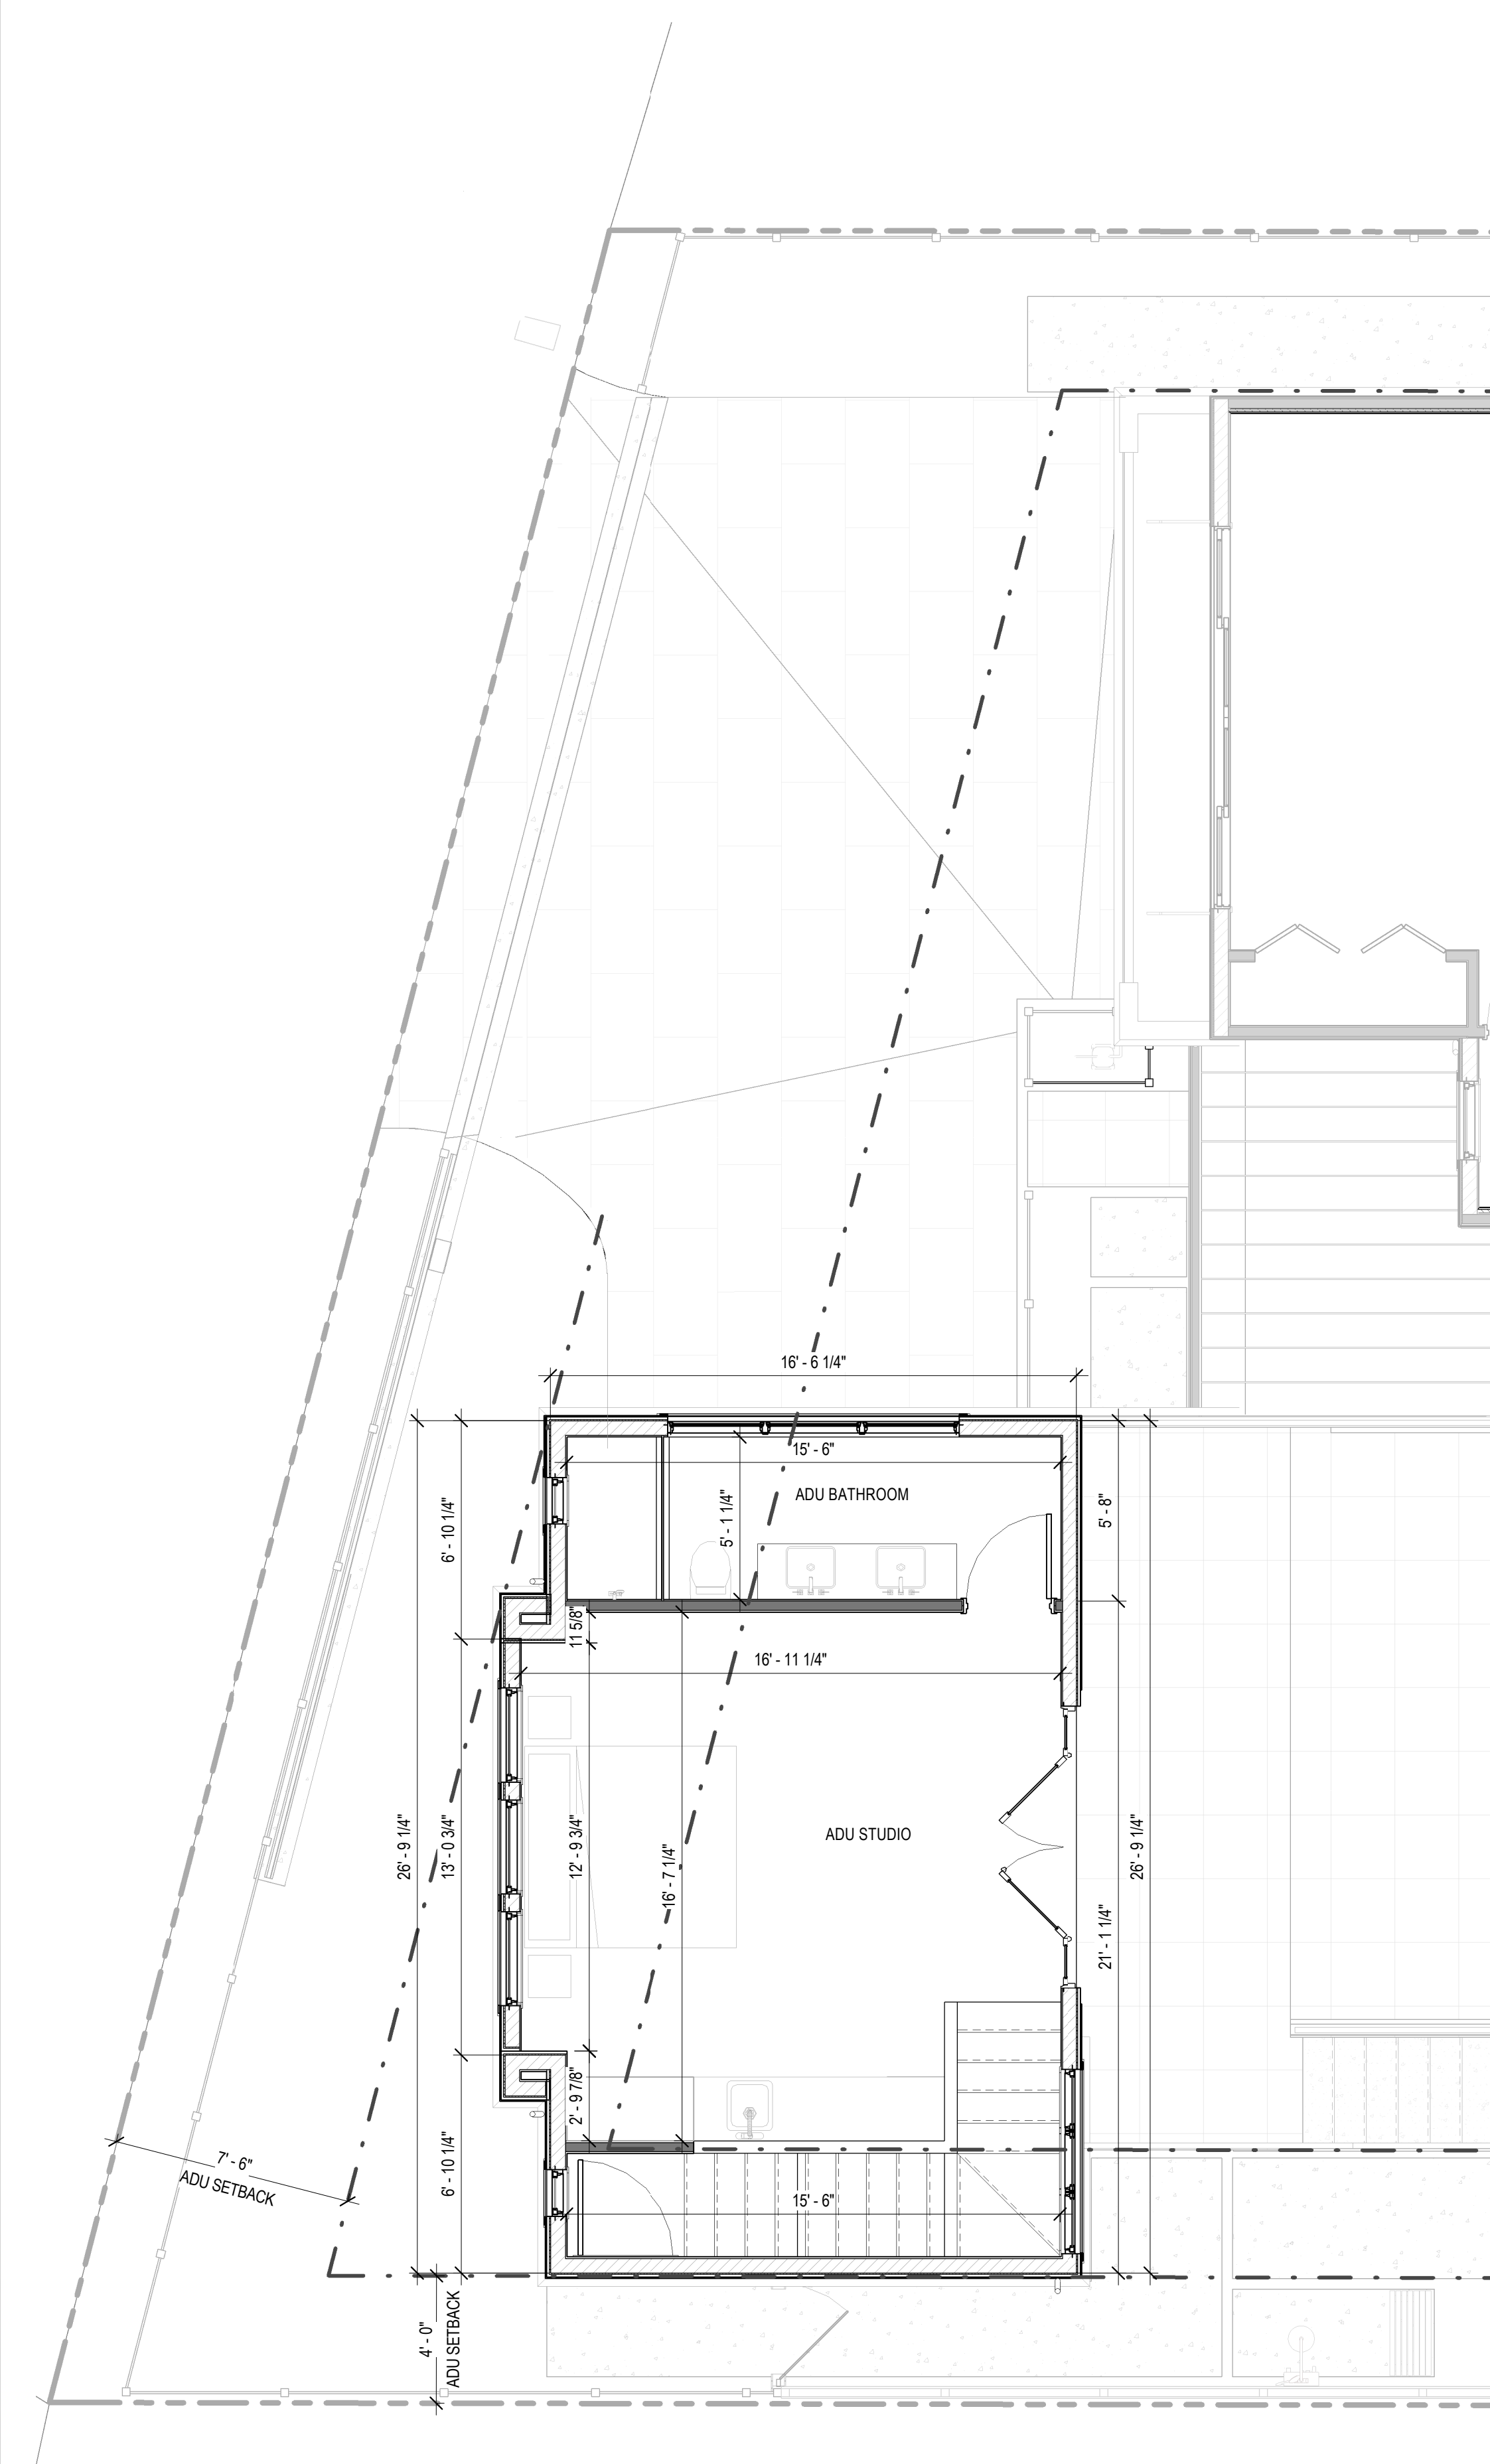 16' - 6 1/4"
15' - 6"
ADU BATHROOM
5' - 1 1/4"
5' - 8"
6' - 10 1/4"
11 5/8"
16' - 11 1/4"
ADU STUDIO
26' - 9 1/4"
13' - 0 3/4"
12' - 9 3/4"
16' - 7 1/4"
26' - 9 1/4"
21' - 1 1/4"
2' - 9 7/8"
6' - 10 1/4"
7' - 6"
ADU SETBACK
15' - 6"
4' - 0"
ADU SETBACK